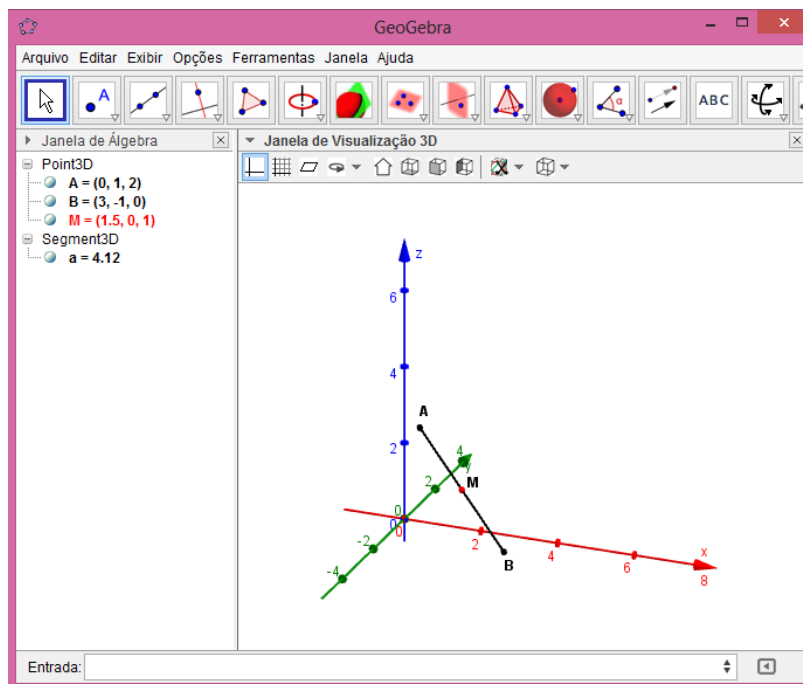 GeoGebra
Arquivo Editar Exibir Opções Ferramentas Janela Ajuda
A α ABC
Janela de Álgebra
Janela de Visualização 3D
Point3D
A = (0, 1, 2)
B = (3, -1, 0)
M = (1.5, 0, 1)
Segment3D
a = 4.12
z
6
4
A
2
4
y
2
M
0
0
0
-2
2
B
4
x
-4
6
8
Entrada: